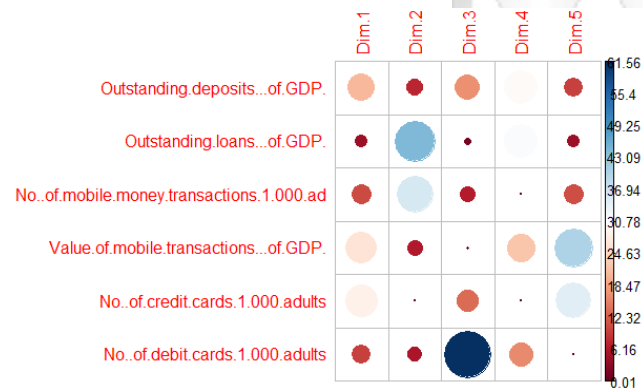 Dim.1 Dim.2 Dim.3 Dim.4 Dim.5
61.56
Outstanding.deposits...of.GDP.
55.4
49.25
Outstanding.loans...of.GDP.
43.09
36.94
No..of.mobile.money.transactions.1.000.ad
30.78
Value.of.mobile.transactions...of.GDP.
24.63
18.47
No..of.credit.cards.1.000.adults
12.32
No..of.debit.cards.1.000.adults
6.16
0.01